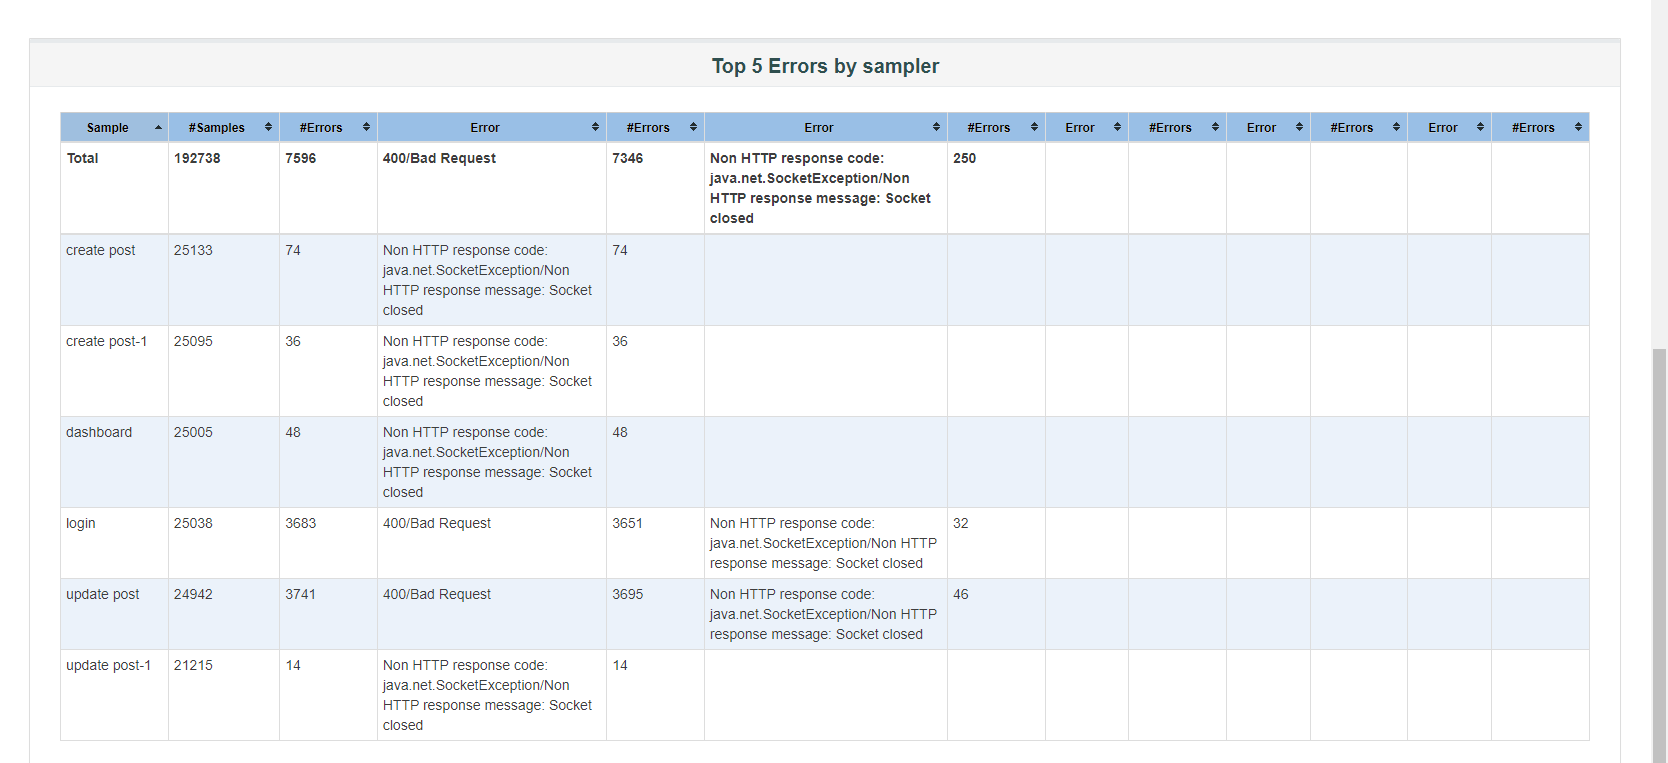 Top 5 Errors by sampler
Sample #Samples #Errors Error #Errors Error #Errors Error #Errors Error #Errors Error #Errors
Total 192738 7596 400/Bad Request 7346 Non HTTP response code: 250
java.net.SocketException/Non
HTTP response message: Socket
closed
create post 25133 74 Non HTTP response code: 74
java.net.SocketException/Non
HTTP response message: Socket
closed
create post-1 25095 36 Non HTTP response code: 36
java.net.SocketException/Non
HTTP response message: Socket
closed
dashboard 25005 48 Non HTTP response code: 48
java.net.SocketException/Non
HTTP response message: Socket
closed
login 25038 3683 400/Bad Request 3651 Non HTTP response code: 32
java.net.SocketException/Non HTTP
response message: Socket closed
update post 24942 3741 400/Bad Request 3695 Non HTTP response code: 46
java.net.SocketException/Non HTTP
response message: Socket closed
update post-1 21215 14 Non HTTP response code: 14
java.net.SocketException/Non
HTTP response message: Socket
closed